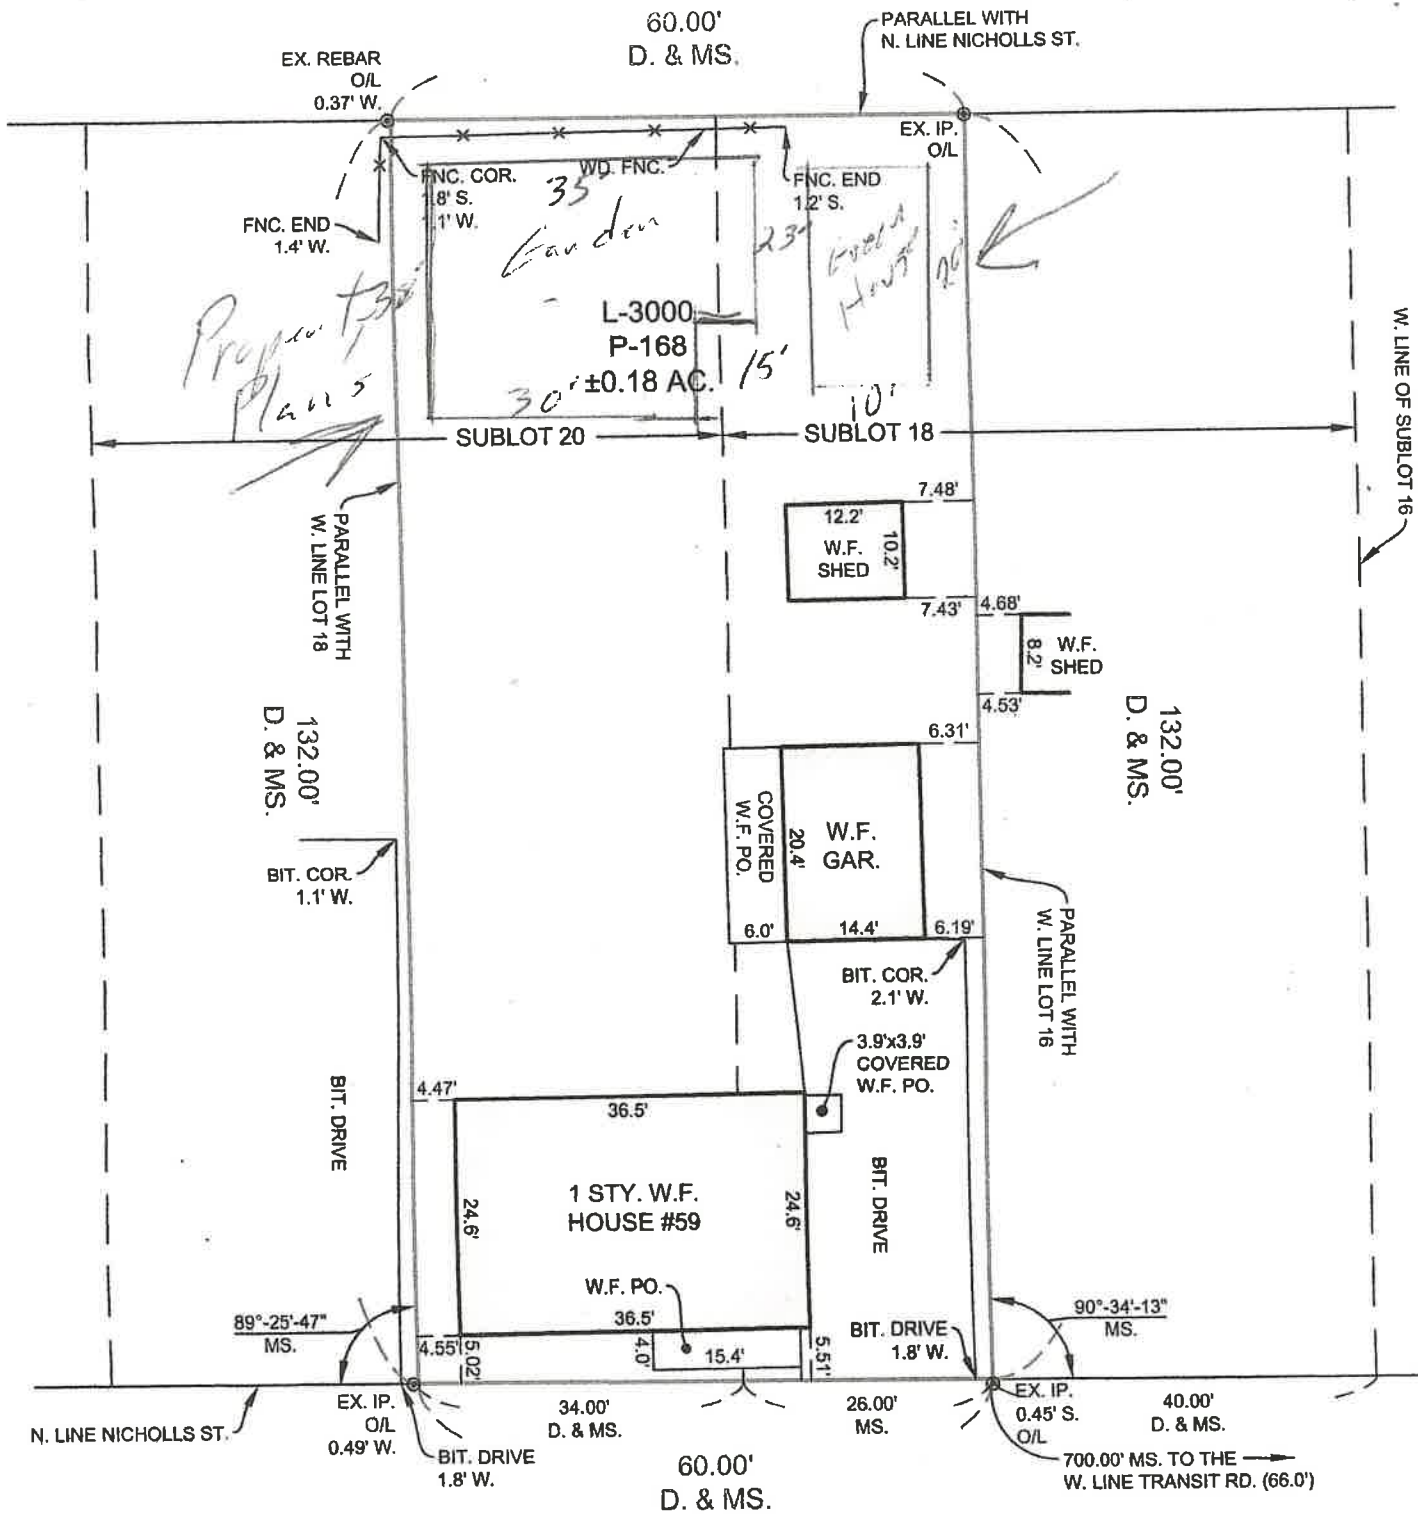 60.00'
D. & MS.
PARALLEL WITH
N. LINE NICHOLLS ST.
EX. REBAR
O/L
0.37' W.
EX. IP.
O/L
FNC. COR.
1.8' S.
1.1' W.
WD. FNC.
FNC. END
1.2' S.
FNC. END
1.4' W.
35'
Garden
23'
Green
House
20'
Plans
L-3000
P-168
±0.18 AC.
15'
30'
10'
SUBLOT 20
SUBLOT 18
W. LINE OF SUBLOT 16
PARALLEL WITH
W. LINE LOT 18
7.48'
12.2'
W.F.
SHED
10.2'
7.43'
4.68'
8.2'
W.F.
SHED
4.53'
132.00'
D. & MS.
132.00'
D. & MS.
6.31'
COVERED
W.F. PO.
20.4'
W.F.
GAR.
6.0'
14.4'
6.19'
BIT. COR.
1.1' W.
PARALLEL WITH
W. LINE LOT 16
BIT. COR.
2.1' W.
3.9'x3.9'
COVERED
W.F. PO.
BIT. DRIVE
4.47'
36.5'
24.6'
1 STY. W.F.
HOUSE #59
24.6'
BIT. DRIVE
W.F. PO.
36.5'
89°-25'-47"
MS.
4.55'
5.02'
4.0'
15.4'
5.51'
BIT. DRIVE
1.8' W.
90°-34'-13"
MS.
N. LINE NICHOLLS ST.
EX. IP.
O/L
0.49' W.
BIT. DRIVE
1.8' W.
34.00'
D. & MS.
26.00'
MS.
EX. IP.
0.45' S.
O/L
40.00'
D. & MS.
60.00'
D. & MS.
700.00' MS. TO THE
W. LINE TRANSIT RD. (66.0')